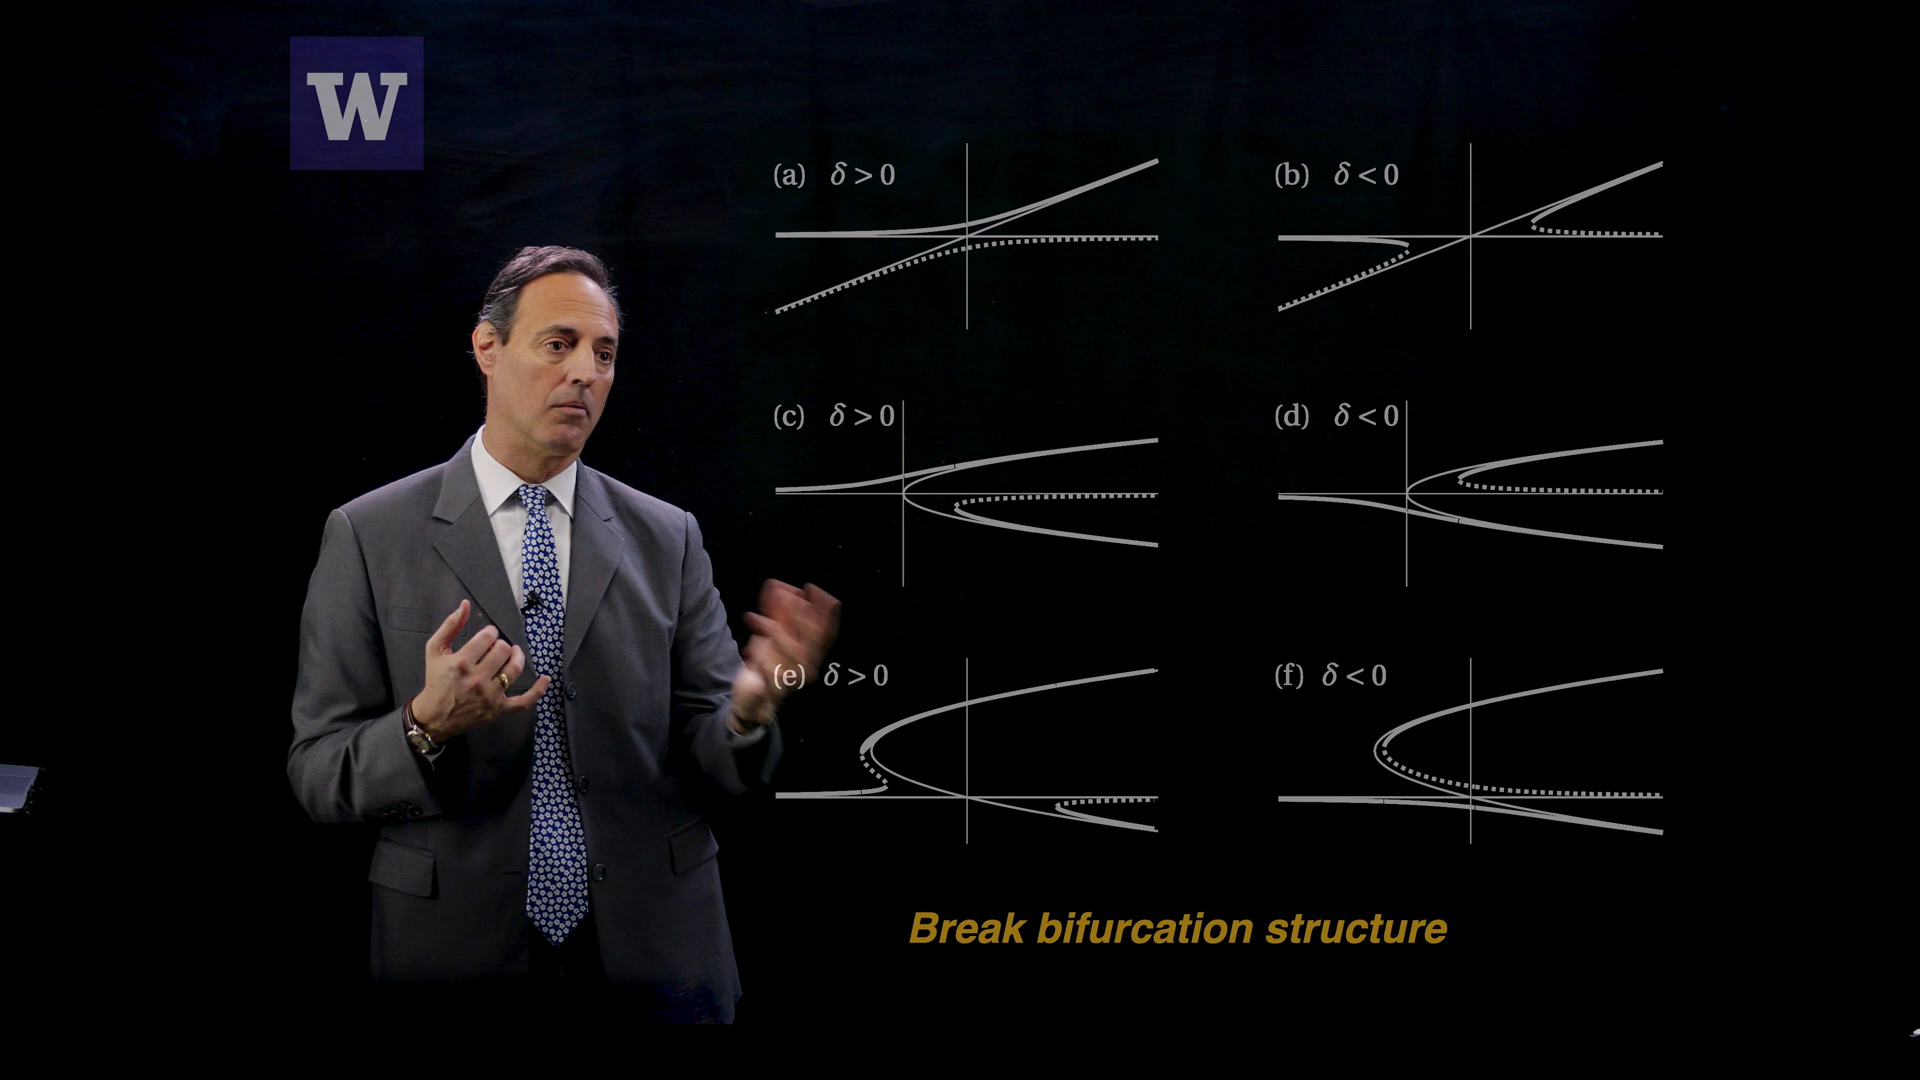 W
(a) δ > 0
(b) δ < 0
(c) δ > 0
(d) δ < 0
(e) δ > 0
(f) δ < 0
Break bifurcation structure